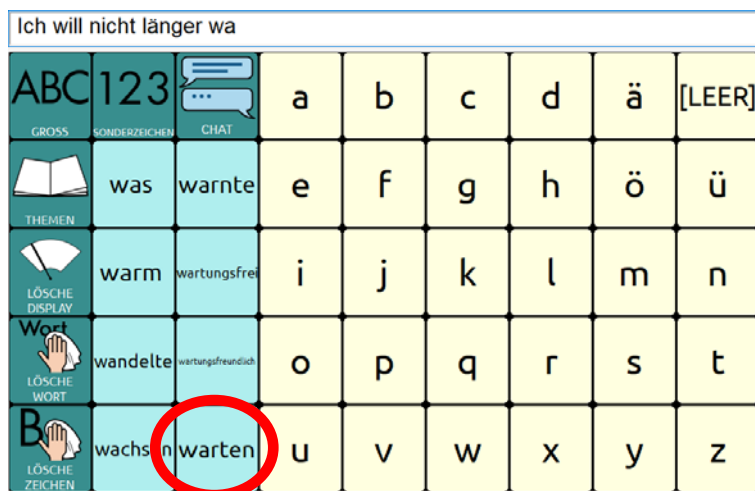 Ich will nicht länger wa
ABC 123 a b c d ä [LEER]
GROSS SONDERZEICHEN CHAT
was warnte e f g h ö ü
THEMEN
warm wartungsfrei i j k l m n
LÖSCHE
DISPLAY
Wort
wandelte wartungsfreundlich o p q r s t
LÖSCHE
WORT
B wachsen warten u v w x y z
LÖSCHE
ZEICHEN